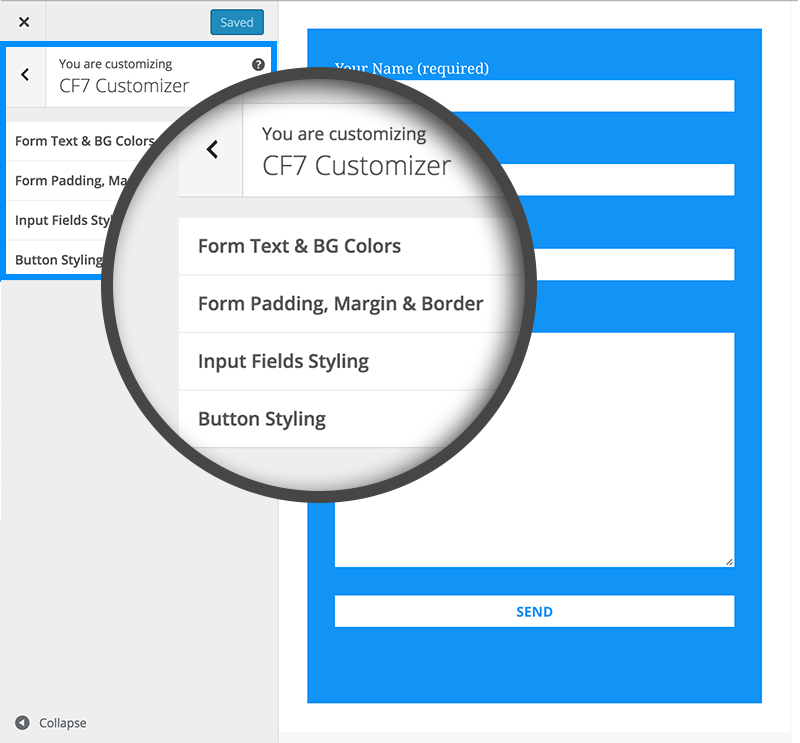 Saved
You are customizing
CF7 Customizer
Form Text & BG Colors
Form Padding, Ma
Input Fields Sty
Button Styling
You are customizing
CF7 Customizer
Form Text & BG Colors
Form Padding, Margin & Border
Input Fields Styling
Button Styling
Your Name (required)
SEND
Collapse